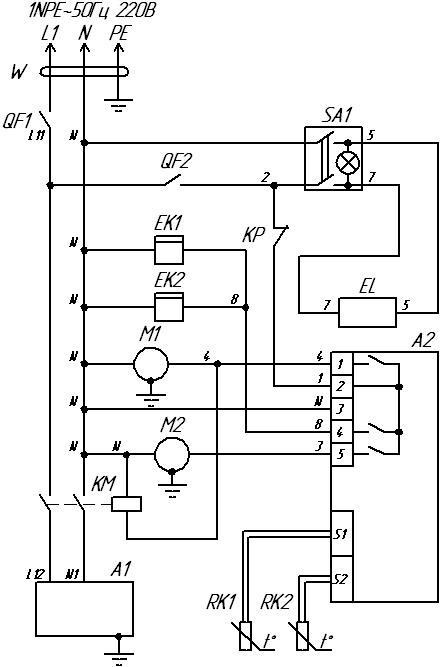 1NPE~50Гц 220В
L1 N PE
W
QF1
L11
N
SA1
5
QF2
2
7
KP
EK1
N
EK2
N
8
7
EL
5
M1
N
4
4
1
A2
1
2
N
3
M2
8
4
N
N
3
5
KM
S1
L12
N1
A1
S2
RK1
RK2
t°
t°